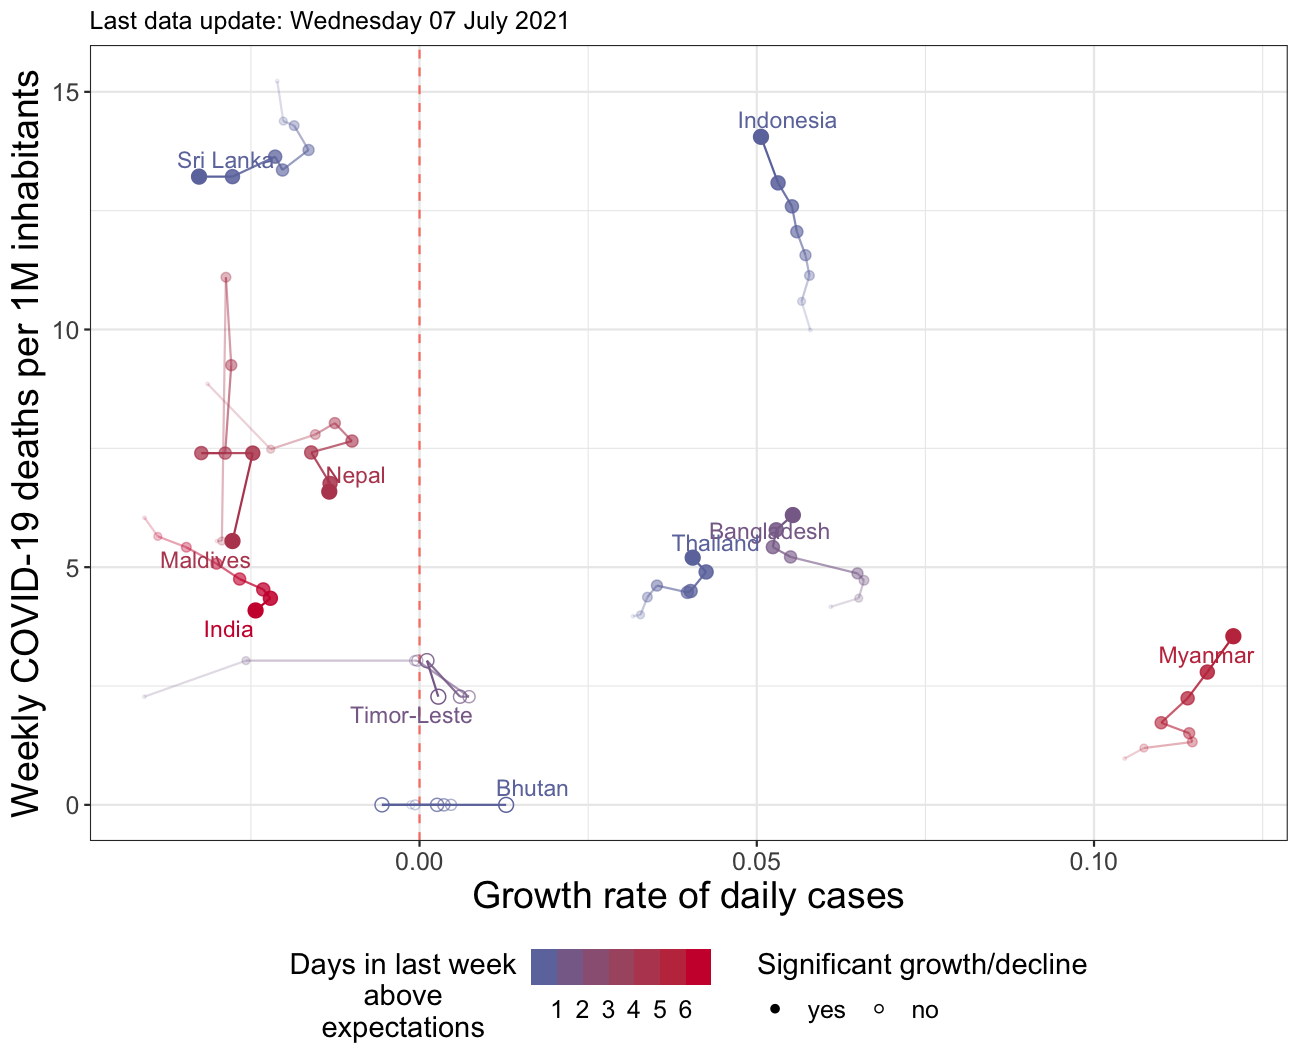 Last data update: Wednesday 07 July 2021
Weekly COVID-19 deaths per 1M inhabitants
15
10
5
0
Sri Lanka
Indonesia
Nepal
Bangladesh
Thailand
Maldives
India
Myanmar
Timor-Leste
Bhutan
0.00 0.05 0.10
Growth rate of daily cases
Days in last week
above
expectations
1 2 3 4 5 6
Significant growth/decline
yes no